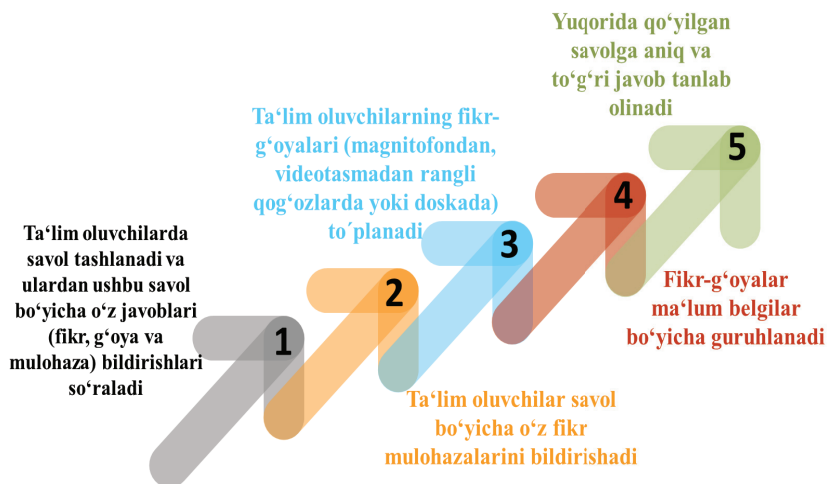 Ta‘lim oluvchilarda
savol tashlanadi va
ulardan ushbu savol
bo‘yicha o‘z javoblari
(fikr, g‘oya va
mulohaza) bildirishlari
so‘raladi
1
2
Ta‘lim oluvchilar savol
bo‘yicha o‘z fikr
mulohazalarini bildirishadi
Ta‘lim oluvchilarning fikr-
g‘oyalari (magnitofondan,
videotasmadan rangli
qog‘ozlarda yoki doskada)
to´planadi
3
4
Fikr-g‘oyalar
ma‘lum belgilar
bo‘yicha guruhlanadi
Yuqorida qo‘yilgan
savolga aniq va
to‘g‘ri javob tanlab
olinadi
5